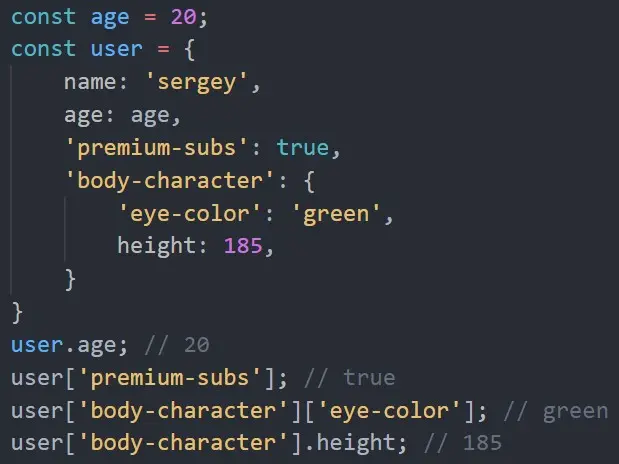 const age = 20;
const user = {
    name: 'sergey',
    age: age,
    'premium-subs': true,
    'body-character': {
        'eye-color': 'green',
        height: 185,
    }
}
user.age; // 20
user['premium-subs']; // true
user['body-character']['eye-color']; // green
user['body-character'].height; // 185